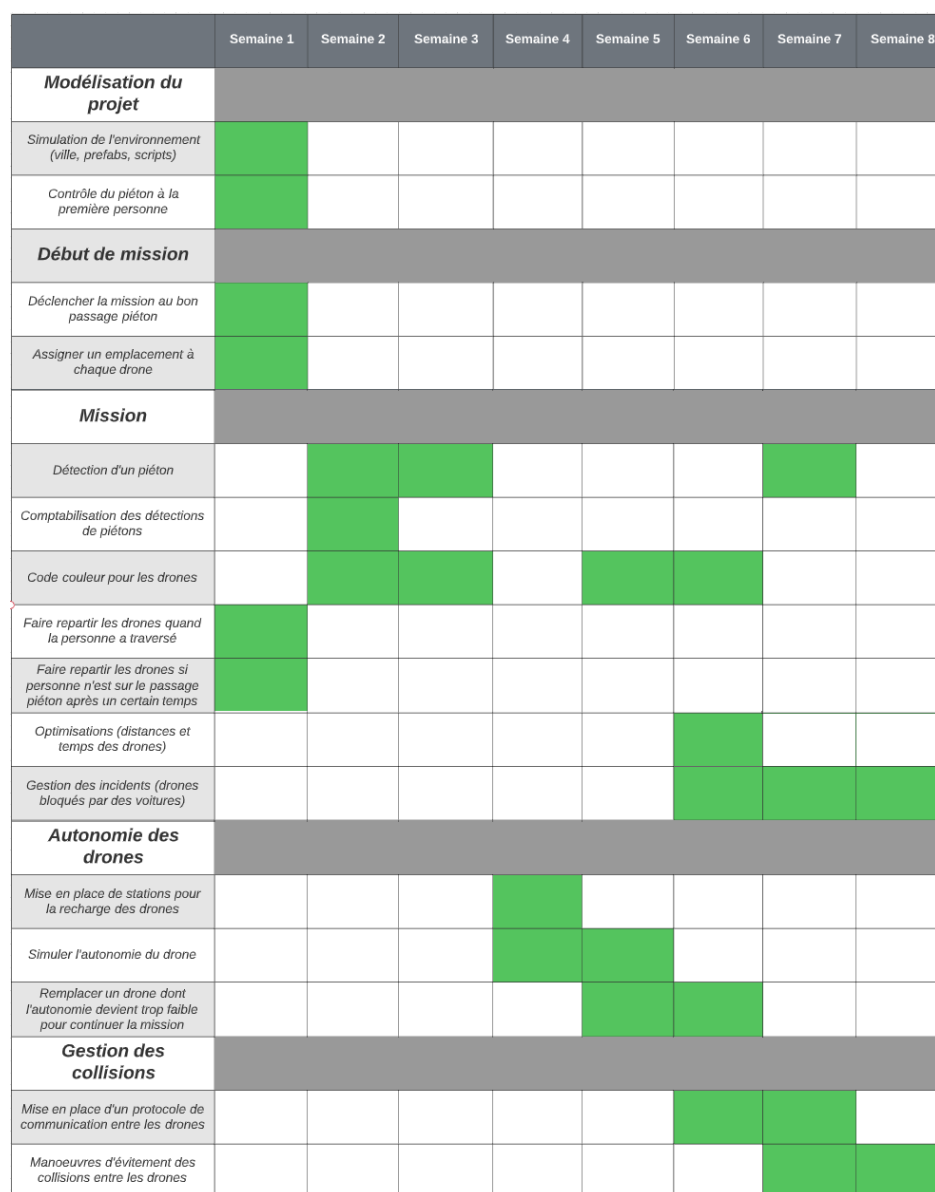 Semaine 1 Semaine 2 Semaine 3 Semaine 4 Semaine 5 Semaine 6 Semaine 7 Semaine 8
Modélisation du
projet
Simulation de l'environnement
(ville, prefabs, scripts)
Contrôle du piéton à la
première personne
Début de mission
Déclencher la mission au bon
passage piéton
Assigner un emplacement à
chaque drone
Mission
Détection d'un piéton
Comptabilisation des détections
de piétons
Code couleur pour les drones
Faire repartir les drones quand
la personne a traversé
Faire repartir les drones si
personne n'est sur le passage
piéton après un certain temps
Optimisations (distances et
temps des drones)
Gestion des incidents (drones
bloqués par des voitures)
Autonomie des
drones
Mise en place de stations pour
la recharge des drones
Simuler l'autonomie du drone
Remplacer un drone dont
l'autonomie devient trop faible
pour continuer la mission
Gestion des
collisions
Mise en place d'un protocole de
communication entre les drones
Manoeuvres d'évitement des
collisions entre les drones